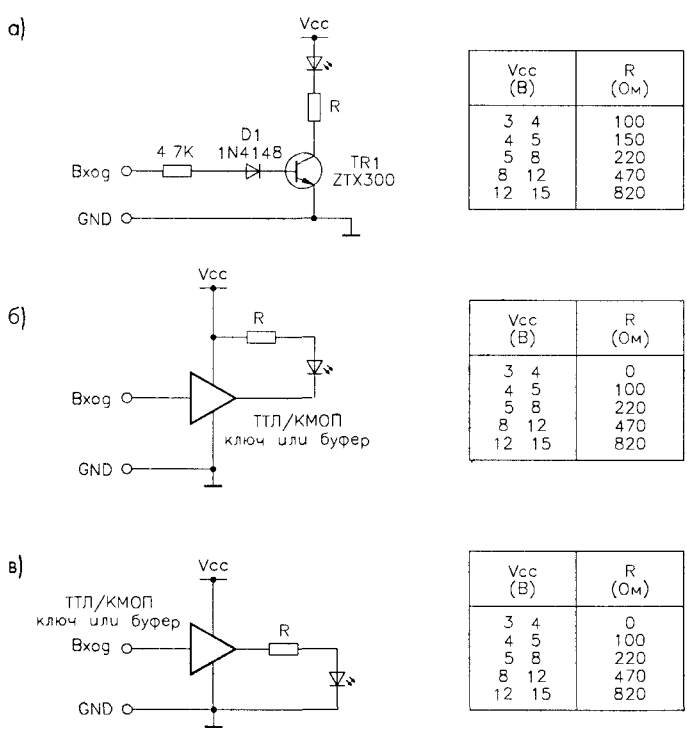 а)
Vcc
R
D1
4 7K
1N4148
TR1
ZTX300
Вход
GND
Vcc R
(В) (Ом)
3 4 100
4 5 150
5 8 220
8 12 470
12 15 820
б)
Vcc
R
Вход
ТТЛ/КМОП
ключ или буфер
GND
Vcc R
(В) (Ом)
3 4 0
4 5 100
5 8 220
8 12 470
12 15 820
в)
Vcc
ТТЛ/КМОП
ключ или буфер
R
Вход
GND
Vcc R
(В) (Ом)
3 4 0
4 5 100
5 8 220
8 12 470
12 15 820